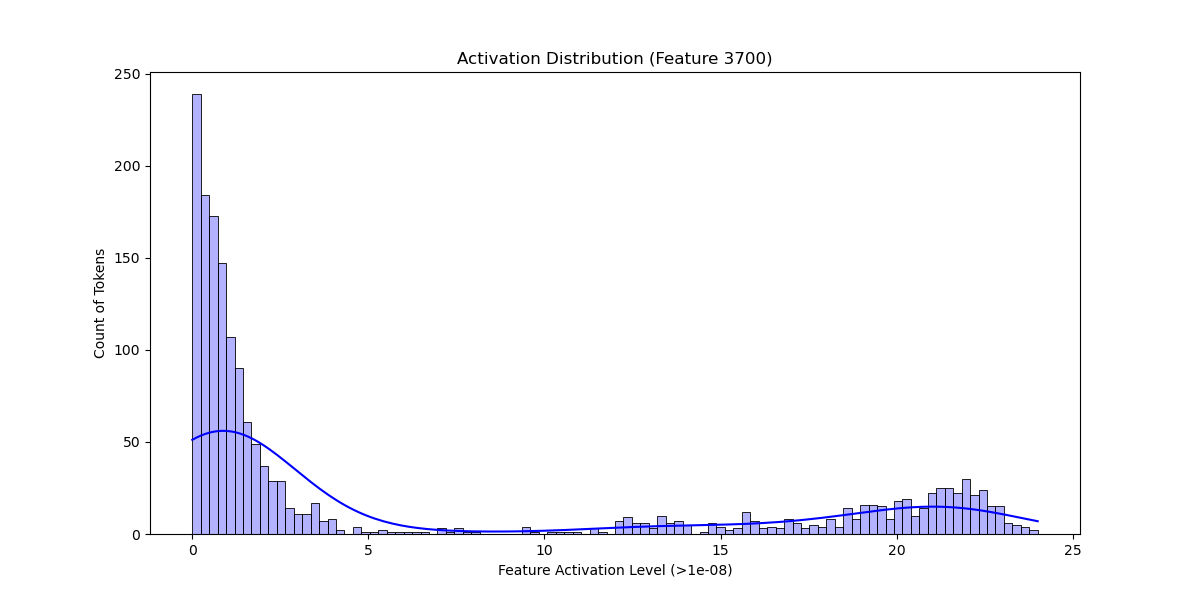 Activation Distribution (Feature 3700)
250
200
150
100
50
0
Count of Tokens
0 5 10 15 20 25
Feature Activation Level (>1e-08)